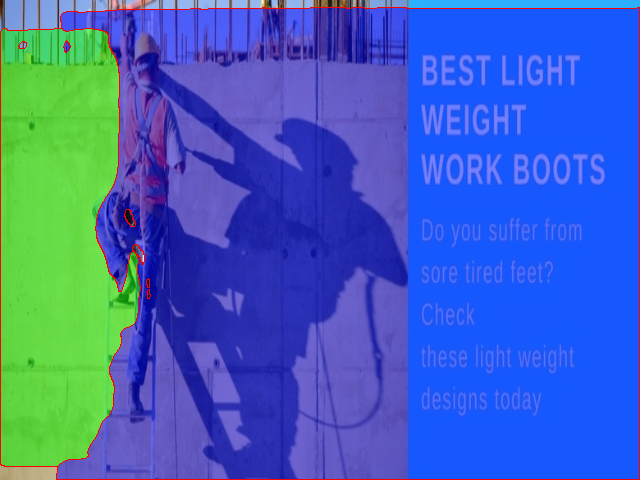 BEST LIGHT
WEIGHT
WORK BOOTS
Do you suffer from
sore tired feet?
Check
these light weight
designs today